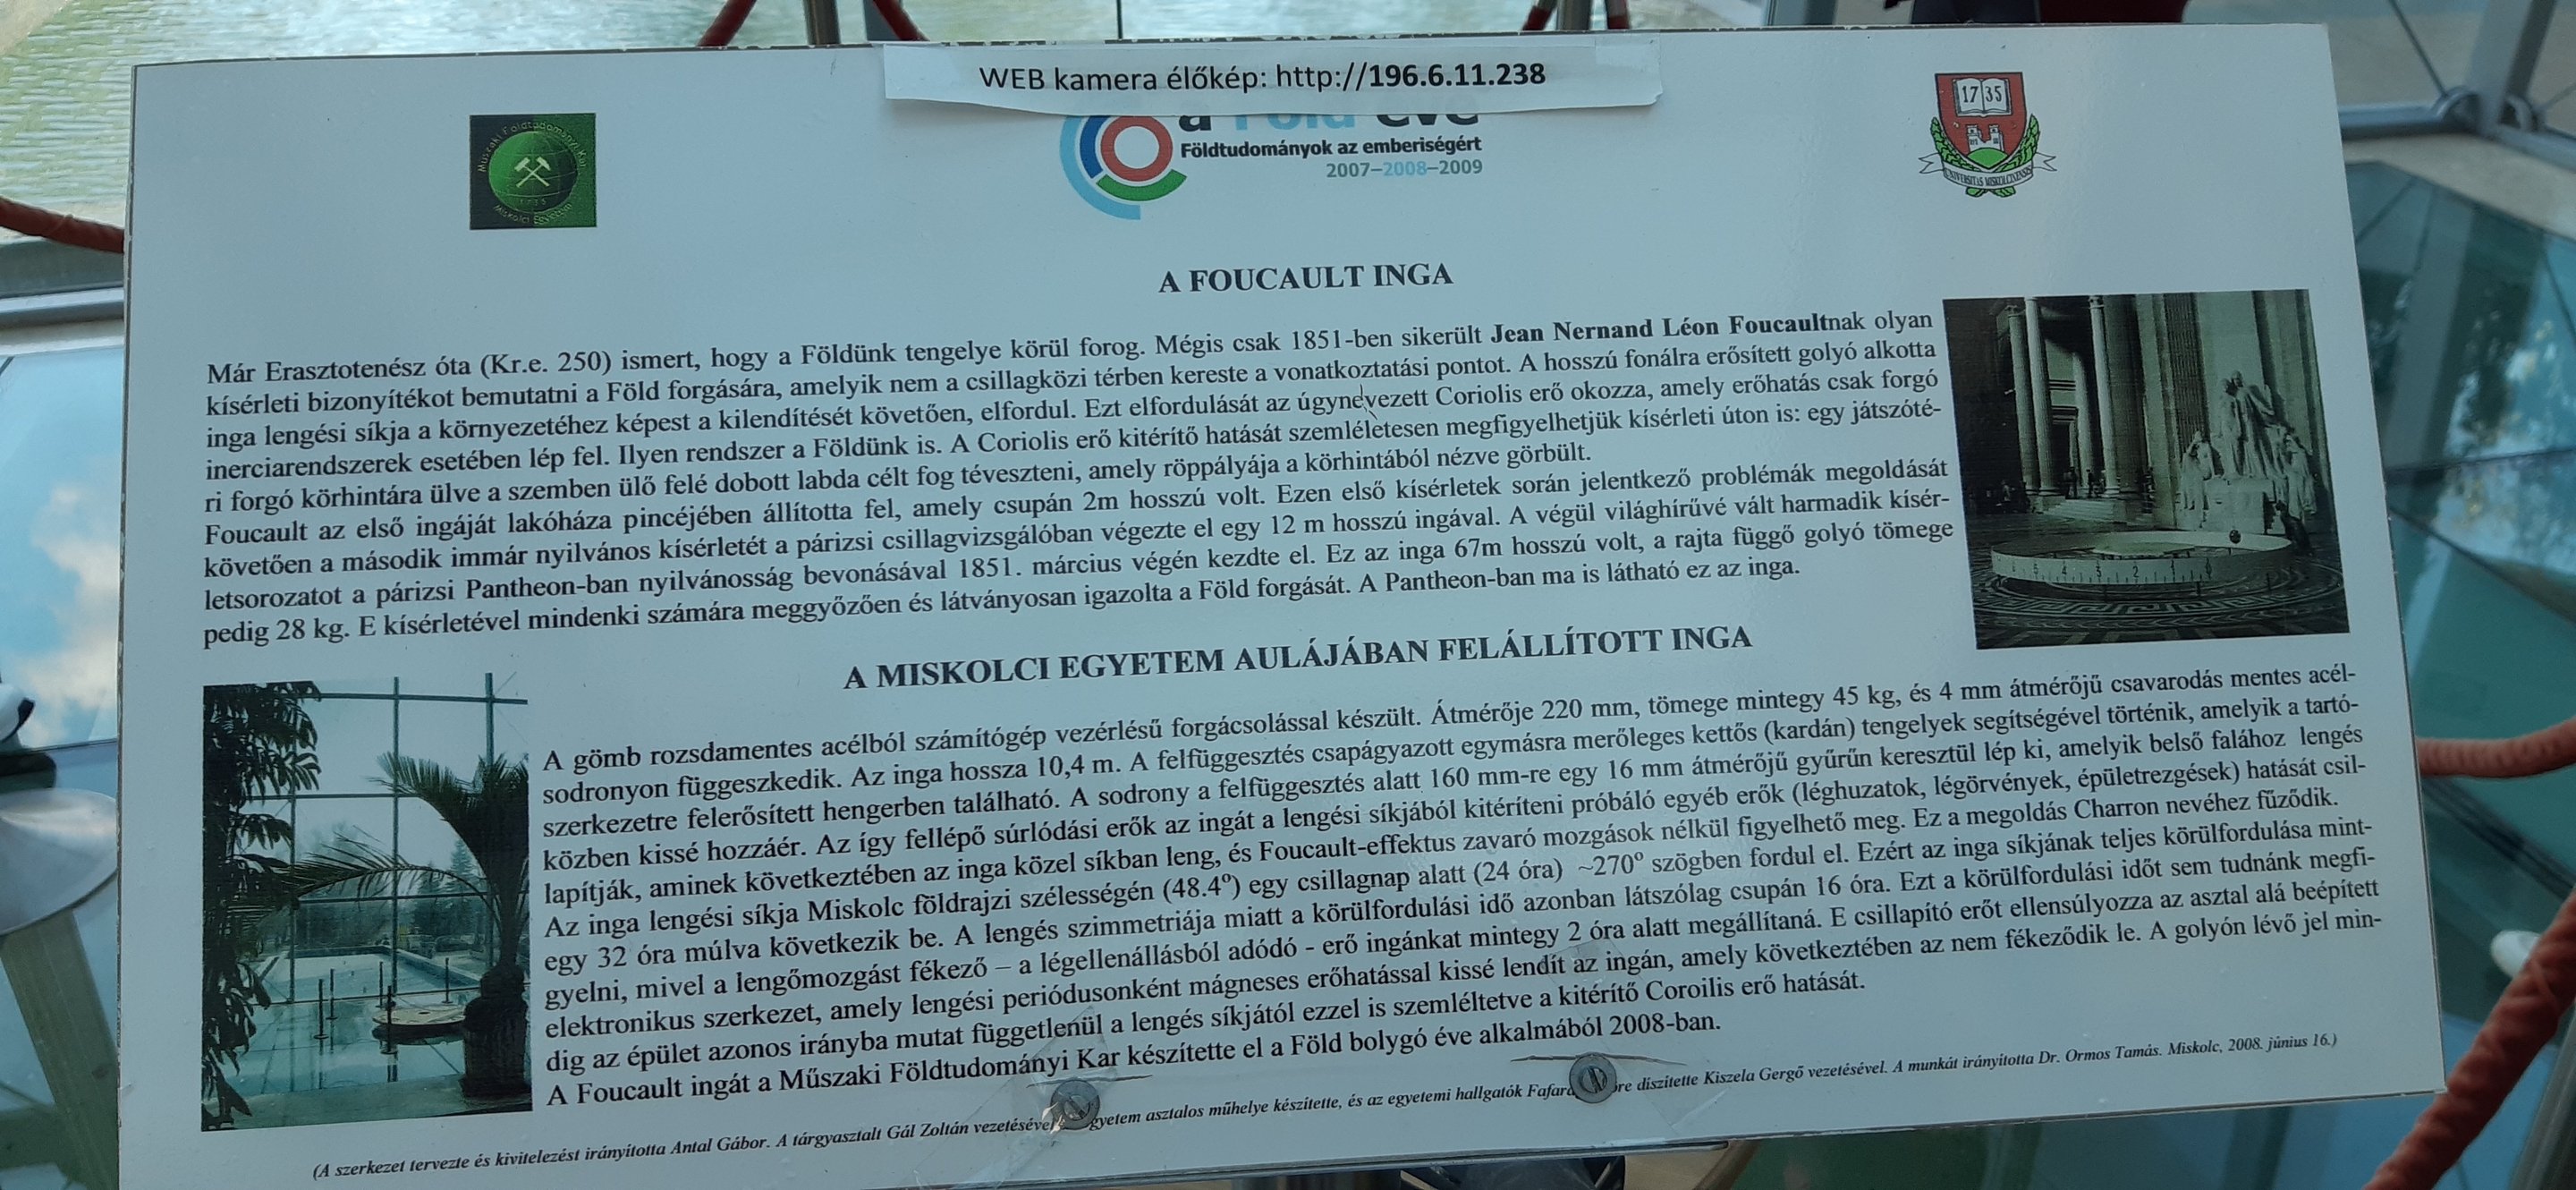 WEB kamera élőkép: http://196.6.11.238
Műszaki Földtudományi Kar
1735
Miskolci Egyetem
a Föld éve
Földtudományok az emberiségért
2007–2008–2009
17 35
UNIVERSITAS MISKOLCINENSIS
A FOUCAULT INGA
Már Erasztotenész óta (Kr.e. 250) ismert, hogy a Földünk tengelye körül forog. Mégis csak 1851-ben sikerült Jean Nernand Léon Foucaultnak olyan
kísérleti bizonyítékot bemutatni a Föld forgására, amelyik nem a csillagközi térben kereste a vonatkoztatási pontot. A hosszú fonálra erősített golyó alkotta
inga lengési síkja a környezetéhez képest a kilendítését követően, elfordul. Ezt elfordulását az úgynevezett Coriolis erő okozza, amely erőhatás csak forgó
inerciarendszerek esetében lép fel. Ilyen rendszer a Földünk is. A Coriolis erő kitérítő hatását szemléletesen megfigyelhetjük kísérleti úton is: egy játszóté-
ri forgó körhintára ülve a szemben ülő felé dobott labda célt fog téveszteni, amely röppályája a körhintából nézve görbült.
Foucault az első ingáját lakóháza pincéjében állította fel, amely csupán 2m hosszú volt. Ezen első kísérletek során jelentkező problémák megoldását
követően a második immár nyilvános kísérletét a párizsi csillagvizsgálóban végezte el egy 12 m hosszú ingával. A végül világhírűvé vált harmadik kísér-
letsorozatot a párizsi Pantheon-ban nyilvánosság bevonásával 1851. március végén kezdte el. Ez az inga 67m hosszú volt, a rajta függő golyó tömege
pedig 28 kg. E kísérletével mindenki számára meggyőzően és látványosan igazolta a Föld forgását. A Pantheon-ban ma is látható ez az inga.
A MISKOLCI EGYETEM AULÁJÁBAN FELÁLLÍTOTT INGA
A gömb rozsdamentes acélból számítógép vezérlésű forgácsolással készült. Átmérője 220 mm, tömege mintegy 45 kg, és 4 mm átmérőjű csavarodás mentes acél-
sodronyon függeszkedik. Az inga hossza 10,4 m. A felfüggesztés csapágyazott egymásra merőleges kettős (kardán) tengelyek segítségével történik, amelyik a tartó-
szerkezetre felerősített hengerben található. A sodrony a felfüggesztés alatt 160 mm-re egy 16 mm átmérőjű gyűrűn keresztül lép ki, amelyik belső falához lengés
közben kissé hozzáér. Az így fellépő súrlódási erők az ingát a lengési síkjából kitéríteni próbáló egyéb erők (léghuzatok, légörvények, épületrezgések) hatását csil-
lapítják, aminek következtében az inga közel síkban leng, és Foucault-effektus zavaró mozgások nélkül figyelhető meg. Ez a megoldás Charron nevéhez fűződik.
Az inga lengési síkja Miskolc földrajzi szélességén (48.4º) egy csillagnap alatt (24 óra) ~270º szögben fordul el. Ezért az inga síkjának teljes körülfordulása mint-
egy 32 óra múlva következik be. A lengés szimmetriája miatt a körülfordulási idő azonban látszólag csupán 16 óra. Ezt a körülfordulási időt sem tudnánk megfi-
gyelni, mivel a lengőmozgást fékező – a légellenállásból adódó - erő ingánkat mintegy 2 óra alatt megállítaná. E csillapító erőt ellensúlyozza az asztal alá beépített
elektronikus szerkezet, amely lengési periódusonként mágneses erőhatással kissé lendít az ingán, amely következtében az nem fékeződik le. A golyón lévő jel min-
dig az épület azonos irányba mutat függetlenül a lengés síkjától ezzel is szemléltetve a kitérítő Coroilis erő hatását.
A Foucault ingát a Műszaki Földtudományi Kar készítette el a Föld bolygó éve alkalmából 2008-ban.
(A szerkezet tervezte és kivitelezést irányította Antal Gábor. A tárgyasztalt Gál Zoltán vezetésével gyetem asztalos műhelye készítette, és az egyetemi hallgatók díszítette Kiszela Gergő vezetésével. A munkát irányította Dr. Ormos Tamás. Miskolc, 2008. június 16.)